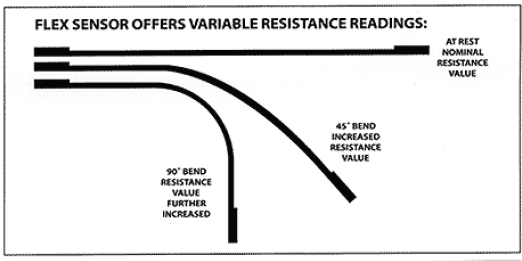 FLEX SENSOR OFFERS VARIABLE RESISTANCE READINGS:
AT REST
NOMINAL
RESISTANCE
VALUE
45° BEND
INCREASED
RESISTANCE
VALUE
90° BEND
RESISTANCE
VALUE
FURTHER
INCREASED